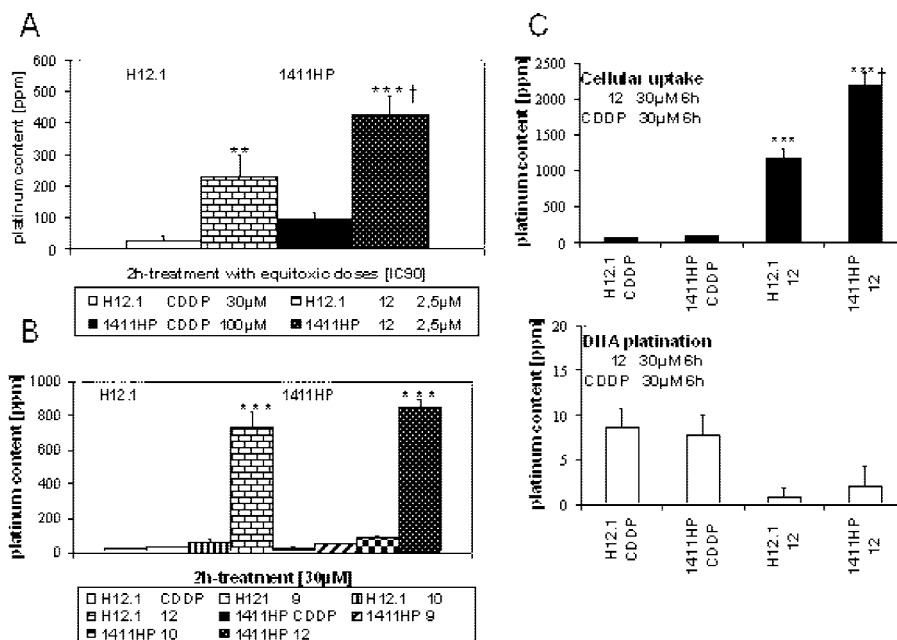 A
platinum content [ppm]
600
500
400
300
200
100
0
H12.1
1411HP
**
***†
2h-treatment with equitoxic doses [IC90]
H12.1 CDDP 30µM
H12.1 12 2,5µM
1411HP CDDP 100µM
1411HP 12 2,5µM
B
platinum content [ppm]
1000
800
600
400
200
0
H12.1
1411HP
***
***
2h-treatment [30µM]
H12.1 CDDP
H121 9
H12.1 10
H12.1 12
1411HP CDDP
1411HP 9
1411HP 10
1411HP 12
C
platinum content [ppm]
2500
2000
1500
1000
500
0
Cellular uptake
12 30µM 6h
CDDP 30µM 6h
***
***†
H12.1 CDDP
1411HP CDDP
H12.1 12
1411HP 12
platinum content [ppm]
20
15
10
5
0
DNA platination
12 30µM 6h
CDDP 30µM 6h
H12.1 CDDP
1411HP CDDP
H12.1 12
1411HP 12